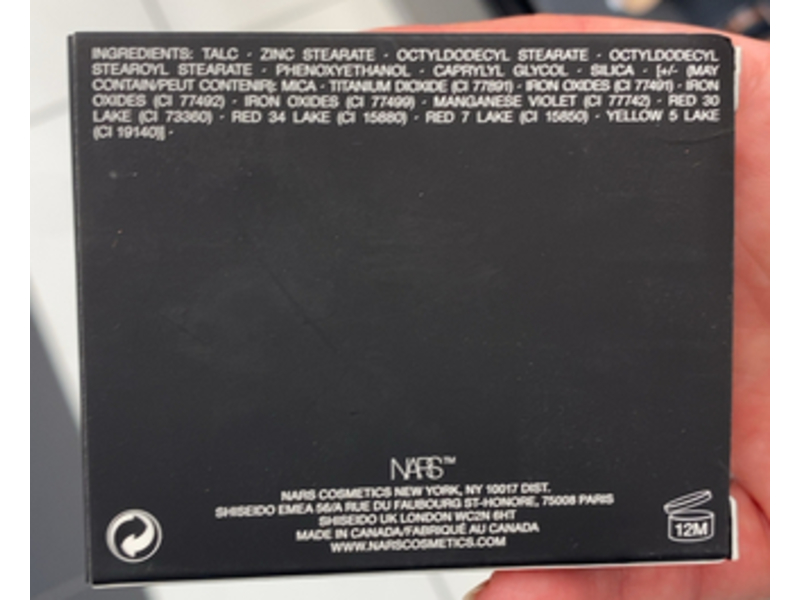 INGREDIENTS: TALC · ZINC STEARATE · OCTYLDODECYL STEARATE · OCTYLDODECYL
STEAROYL STEARATE · PHENOXYETHANOL · CAPRYLYL GLYCOL · SILICA · [+/- (MAY
CONTAIN/PEUT CONTENIR): MICA · TITANIUM DIOXIDE (CI 77891) · IRON OXIDES (CI 77491) · IRON
OXIDES (CI 77492) · IRON OXIDES (CI 77499) · MANGANESE VIOLET (CI 77742) · RED 30
LAKE (CI 73360) · RED 34 LAKE (CI 15880) · RED 7 LAKE (CI 15850) · YELLOW 5 LAKE
(CI 19140)] ·
NARS™
NARS COSMETICS NEW YORK, NY 10017 DIST.
SHISEIDO EMEA 56/A RUE DU FAUBOURG ST-HONORE, 75008 PARIS
SHISEIDO UK LONDON WC2N 6HT
MADE IN CANADA/FABRIQUÉ AU CANADA
WWW.NARSCOSMETICS.COM
12M